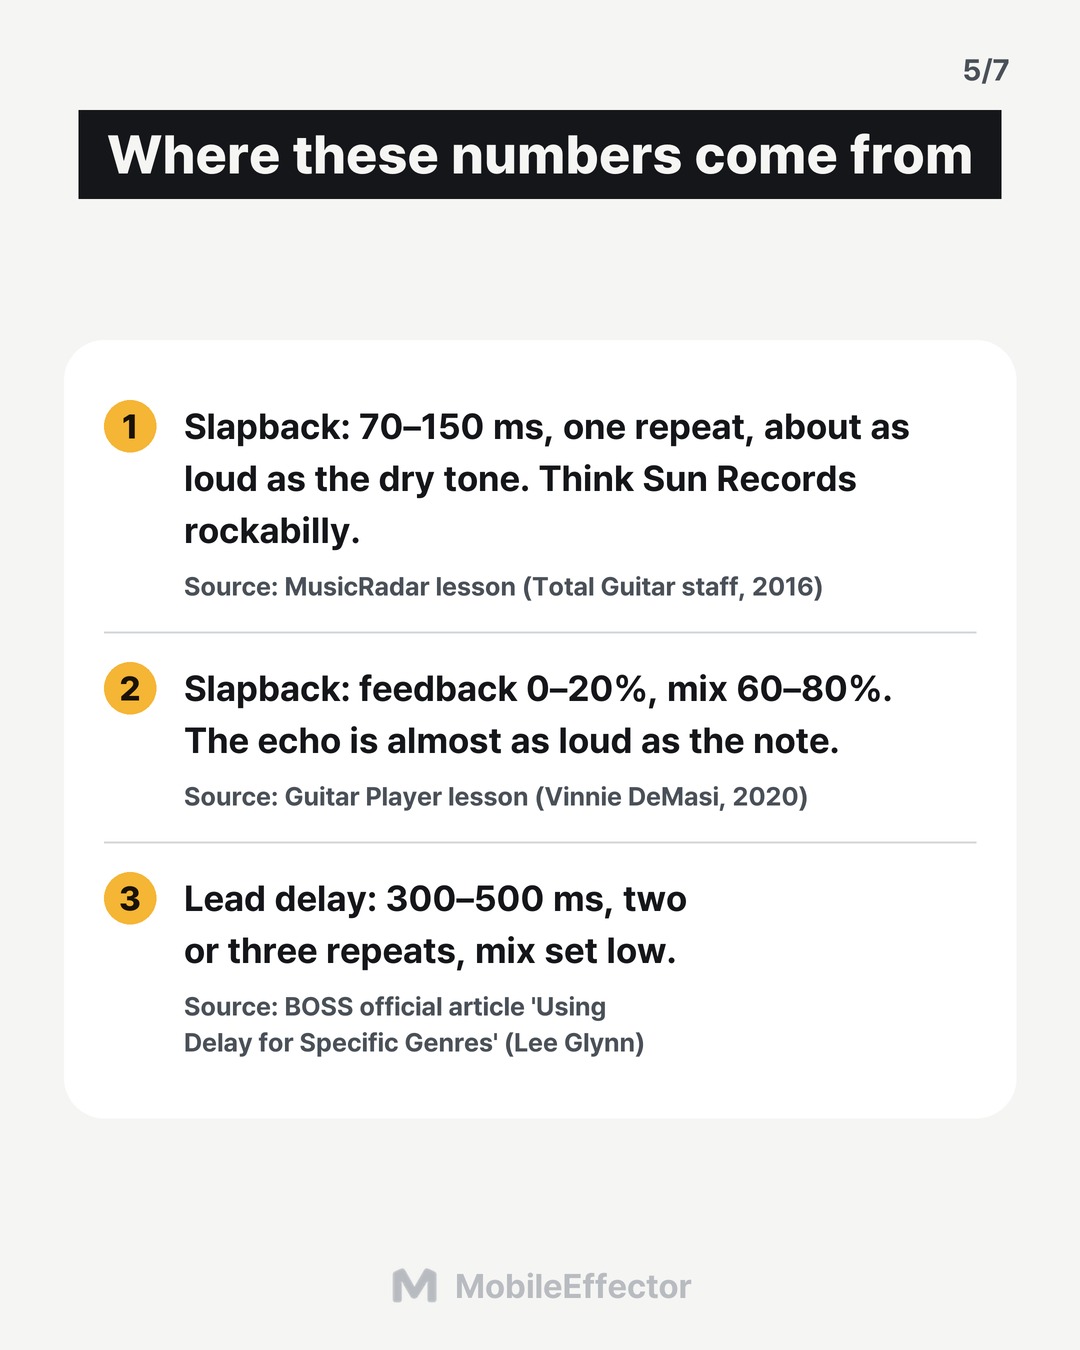 5/7
Where these numbers come from
1
Slapback: 70–150 ms, one repeat, about as
loud as the dry tone. Think Sun Records
rockabilly.
Source: MusicRadar lesson (Total Guitar staff, 2016)
2
Slapback: feedback 0–20%, mix 60–80%.
The echo is almost as loud as the note.
Source: Guitar Player lesson (Vinnie DeMasi, 2020)
3
Lead delay: 300–500 ms, two
or three repeats, mix set low.
Source: BOSS official article 'Using
Delay for Specific Genres' (Lee Glynn)
MobileEffector